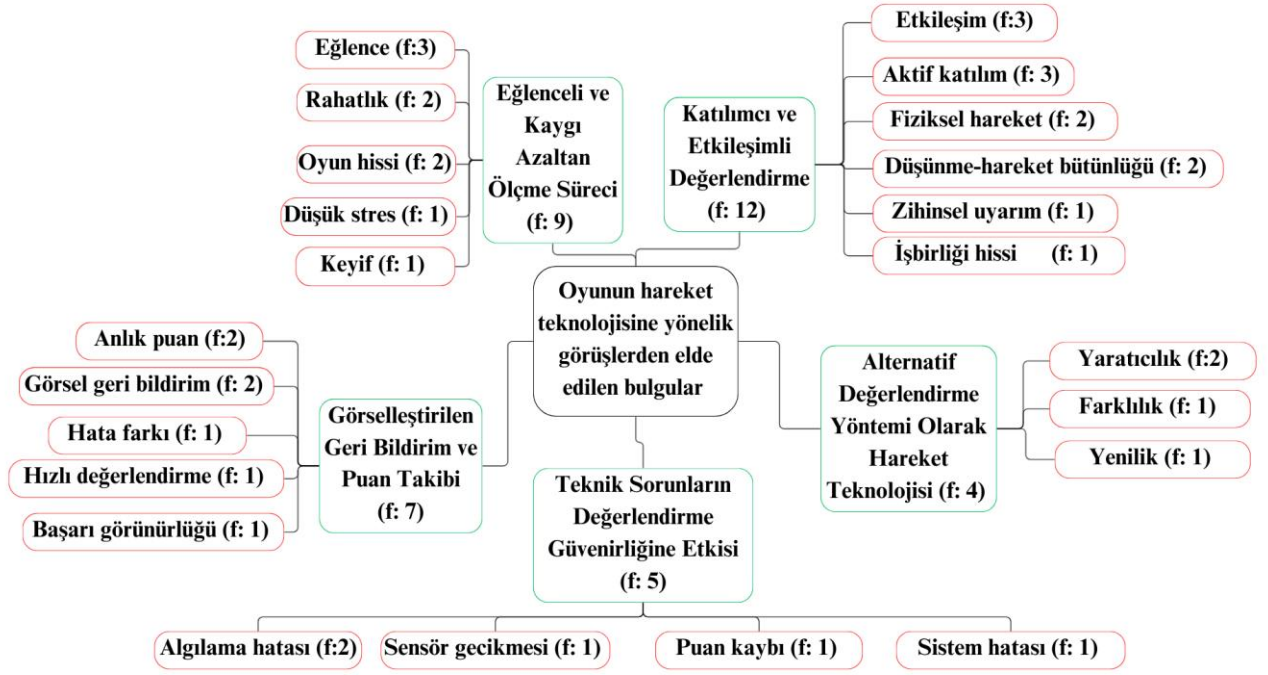 Eğlence (f:3)
Rahatlık (f: 2)
Oyun hissi (f: 2)
Düşük stres (f: 1)
Keyif (f: 1)
Eğlenceli ve
Kaygı
Azaltan
Ölçme Süreci
(f: 9)
Katılımcı ve
Etkileşimli
Değerlendirme
(f: 12)
Etkileşim (f:3)
Aktif katılım (f: 3)
Fiziksel hareket (f: 2)
Düşünme-hareket bütünlüğü (f: 2)
Zihinsel uyarım (f: 1)
İşbirliği hissi (f: 1)
Oyunun hareket
teknolojisine yönelik
görüşlerden elde
edilen bulgular
Anlık puan (f:2)
Görsel geri bildirim (f: 2)
Hata farkı (f: 1)
Hızlı değerlendirme (f: 1)
Başarı görünürlüğü (f: 1)
Görselleştirilen
Geri Bildirim ve
Puan Takibi
(f: 7)
Alternatif
Değerlendirme
Yöntemi Olarak
Hareket
Teknolojisi (f: 4)
Yaratıcılık (f:2)
Farklılık (f: 1)
Yenilik (f: 1)
Teknik Sorunların
Değerlendirme
Güvenirliğine Etkisi
(f: 5)
Algılama hatası (f:2)
Sensör gecikmesi (f: 1)
Puan kaybı (f: 1)
Sistem hatası (f: 1)